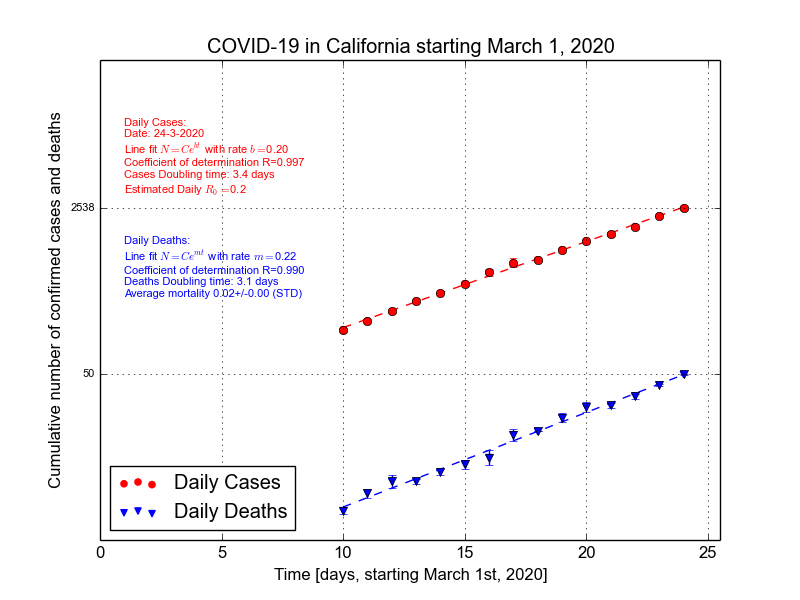 COVID-19 in California starting March 1, 2020
Cumulative number of confirmed cases and deaths
Daily Cases:
Date: 24-3-2020
Line fit N = Ce^{bt} with rate b = 0.20
Coefficient of determination R=0.997
Cases Doubling time: 3.4 days
Estimated Daily R_0 = 0.2
2538
Daily Deaths:
Line fit N = Ce^{mt} with rate m = 0.22
Coefficient of determination R=0.990
Deaths Doubling time: 3.1 days
Average mortality 0.02+/-0.00 (STD)
50
Daily Cases
Daily Deaths
0 5 10 15 20 25
Time [days, starting March 1st, 2020]